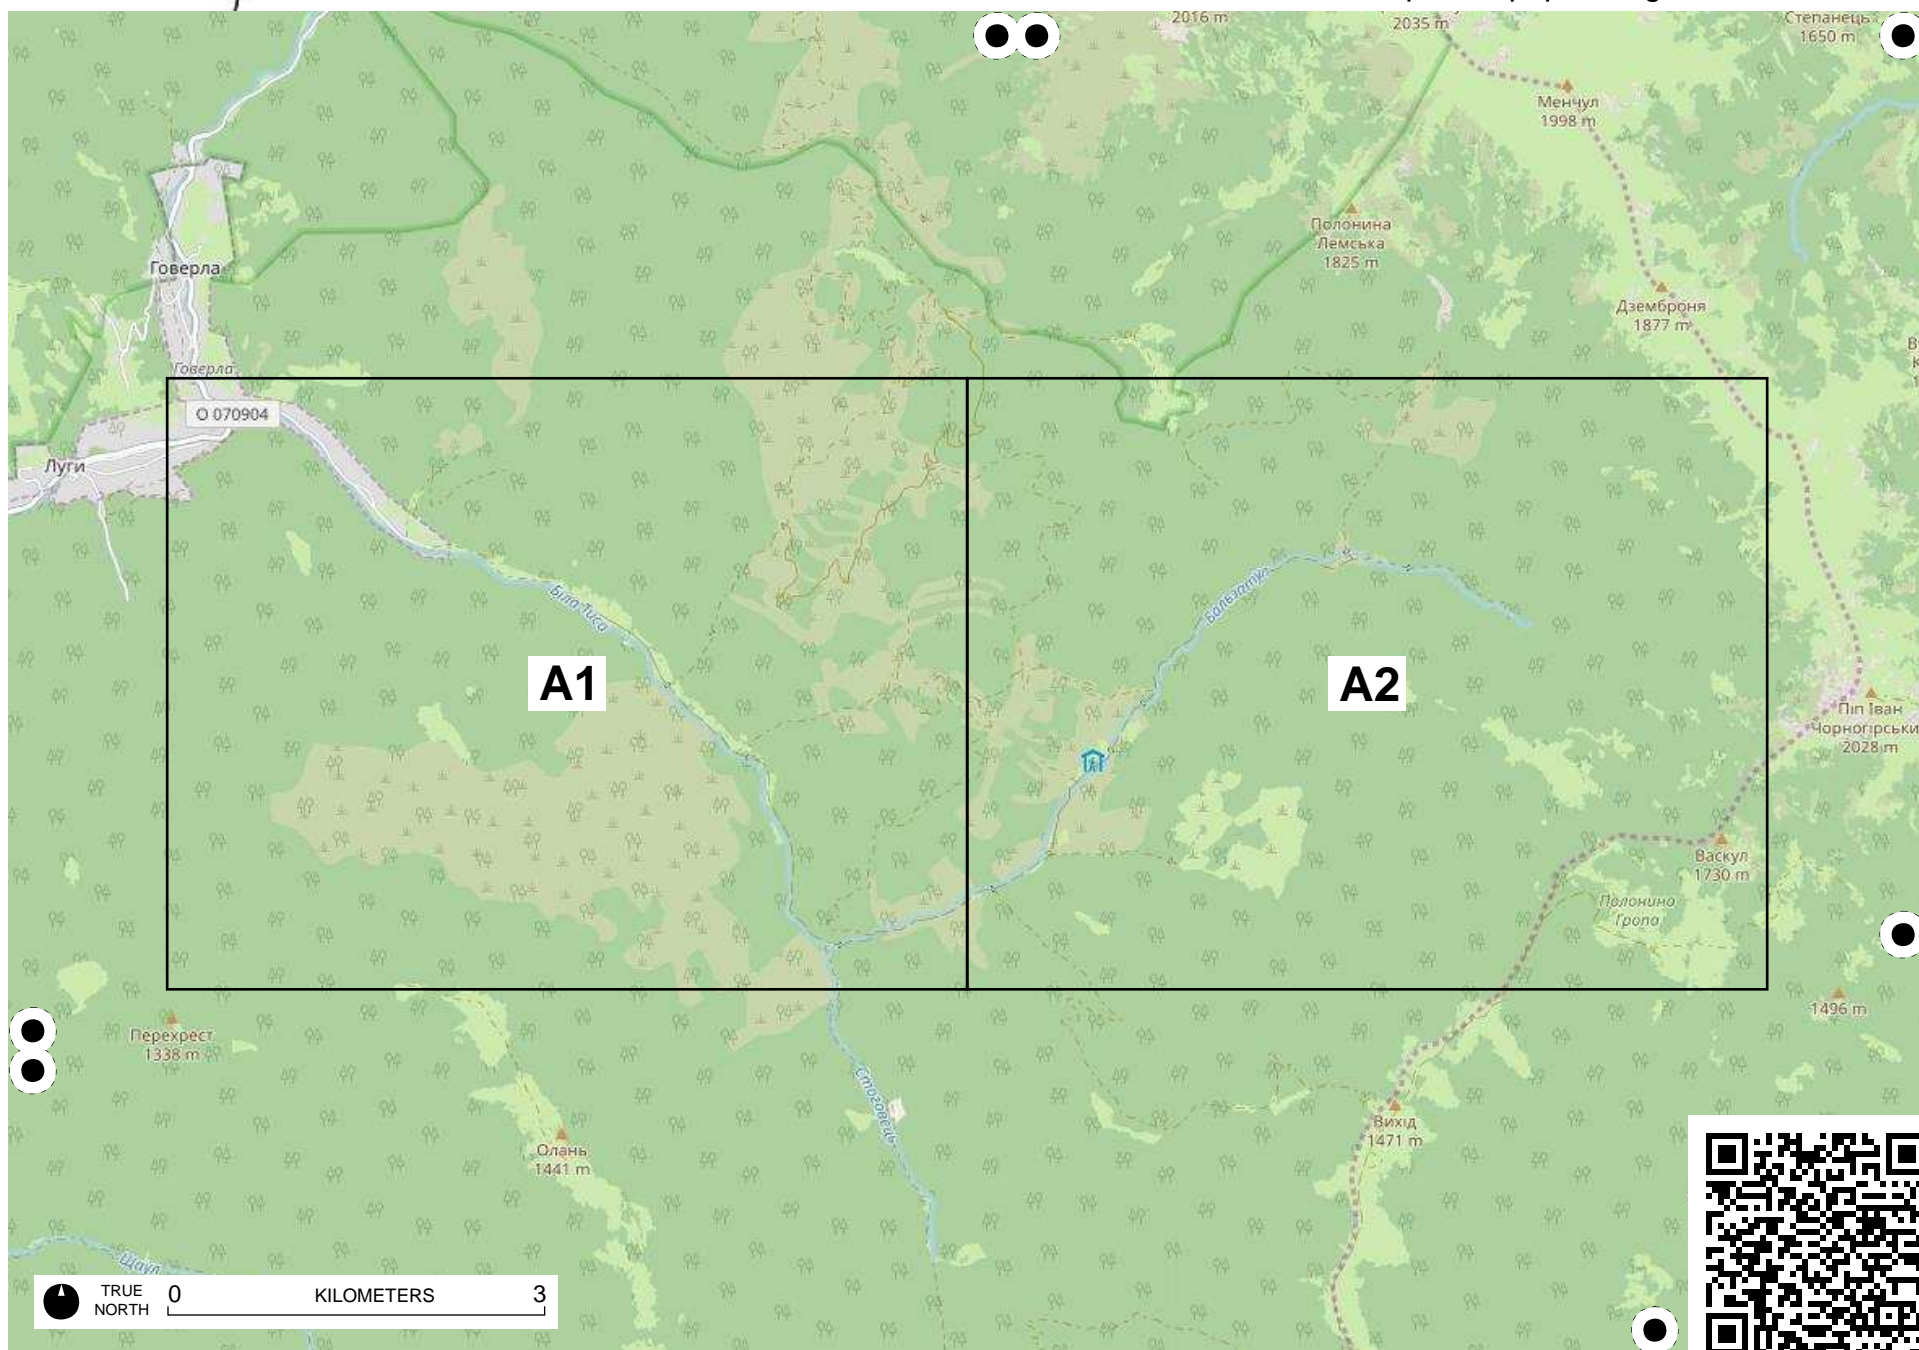 2016 m
2035 m
Степанець
1650 m
Менчул
1998 m
Полонина
Лемська
1825 m
Говерла
Дземброня
1877 m
Говерла
О 070904
Луги
Біла Тиса
Бальзатул
A1
A2
Піп Іван
Чорногірськи
2028 m
Васкул
1730 m
Полонина
Гропа
1496 m
Перехрест
1338 m
Стоговець
Вихід
1471 m
Олань
1441 m
Щаул
TRUE
NORTH
0
KILOMETERS
3